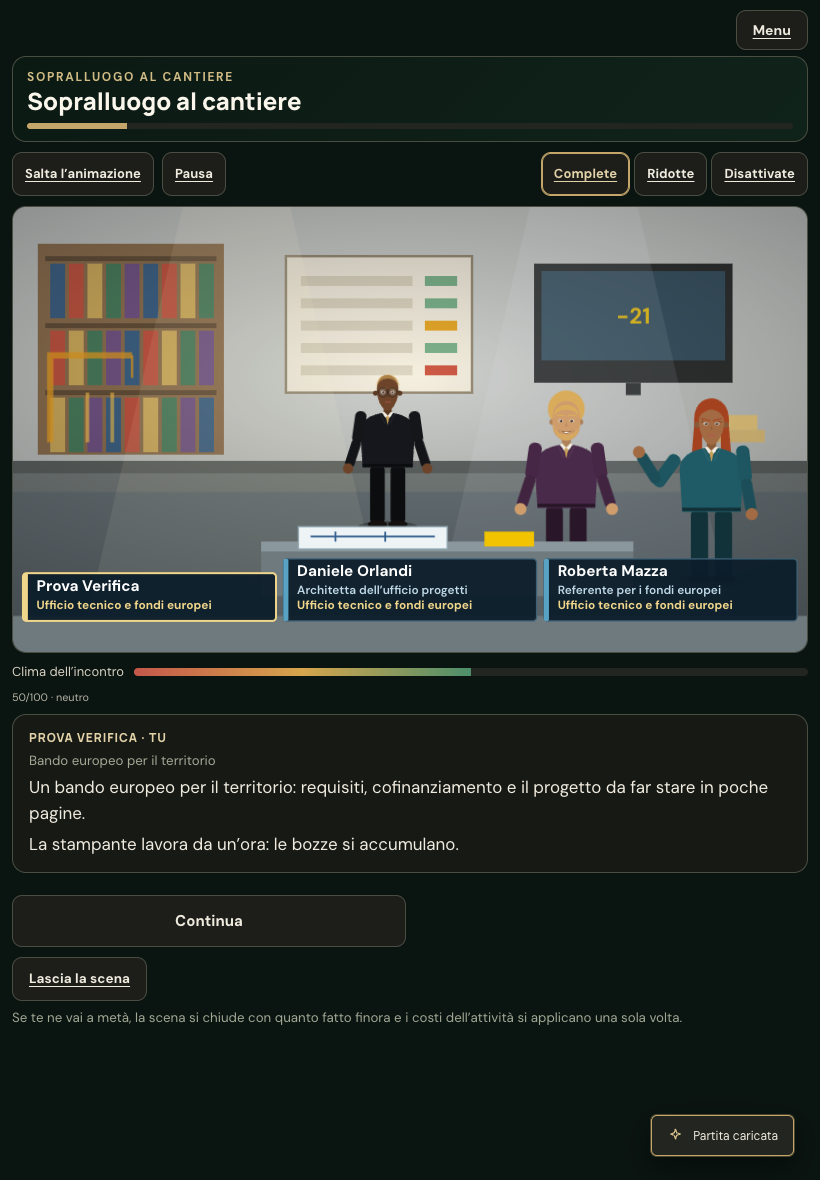 Menu
SOPRALLUOGO AL CANTIERE
Sopralluogo al cantiere
Salta l’animazione
Pausa
Complete
Ridotte
Disattivate
-21
Prova Verifica
Ufficio tecnico e fondi europei
Daniele Orlandi
Architetta dell’ufficio progetti
Ufficio tecnico e fondi europei
Roberta Mazza
Referente per i fondi europei
Ufficio tecnico e fondi europei
Clima dell’incontro
50/100 · neutro
PROVA VERIFICA · TU
Bando europeo per il territorio
Un bando europeo per il territorio: requisiti, cofinanziamento e il progetto da far stare in poche
pagine.
La stampante lavora da un’ora: le bozze si accumulano.
Continua
Lascia la scena
Se te ne vai a metà, la scena si chiude con quanto fatto finora e i costi dell’attività si applicano una sola volta.
Partita caricata